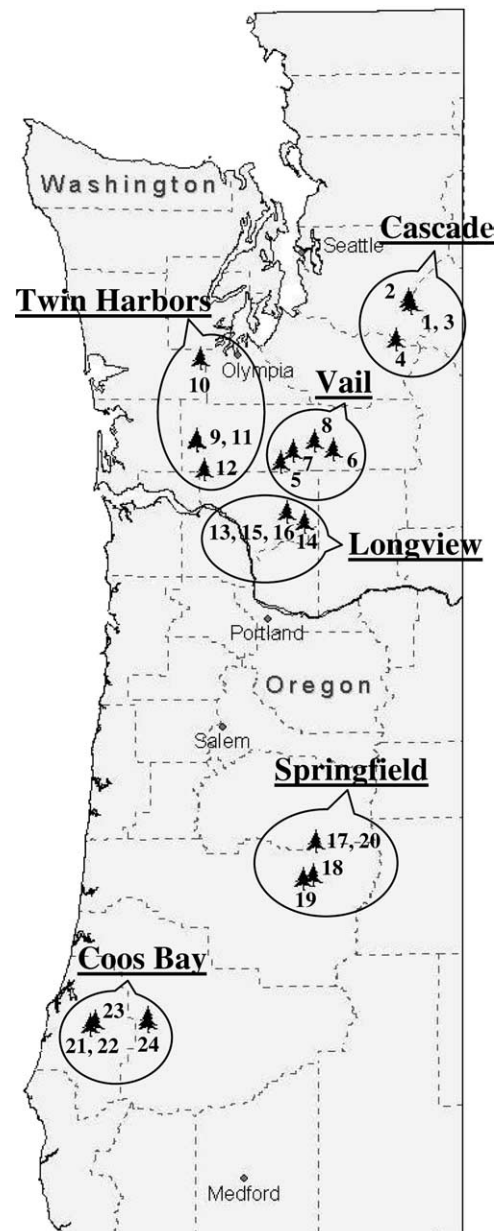 Washington
Cascade
Seattle
Twin Harbors
2
1, 3
4
Olympia
10
Vail
8
9, 11
7
6
12
5
13, 15, 16
14
Longview
Portland
Oregon
Salem
Springfield
17, 20
18
19
Coos Bay
23
21, 22
24
Medford